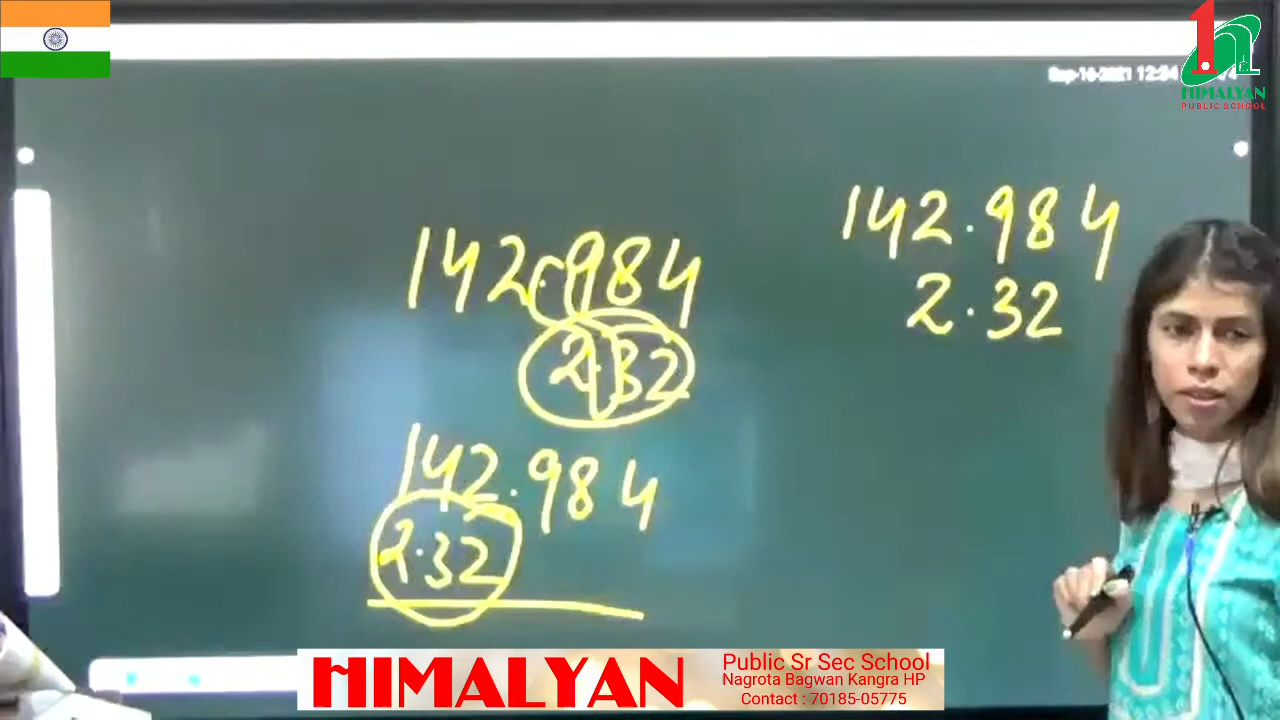 1n
HIMALYAN
PUBLIC SCHOOL
142.984
2.32
142.984
2.32
142.984
2.32
HIMALYAN
Public Sr Sec School
Nagrota Bagwan Kangra HP
Contact : 70185-05775